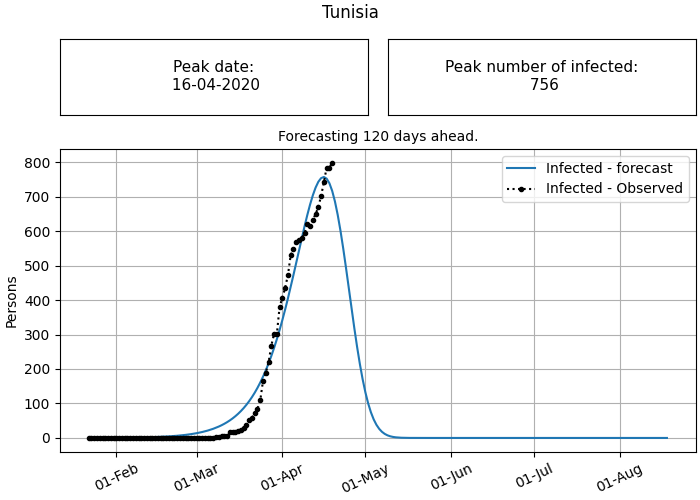 Tunisia
Peak date:
16-04-2020
Peak number of infected:
756
Forecasting 120 days ahead.
Infected - forecast
Infected - Observed
Persons
800
700
600
500
400
300
200
100
0
01-Feb
01-Mar
01-Apr
01-May
01-Jun
01-Jul
01-Aug